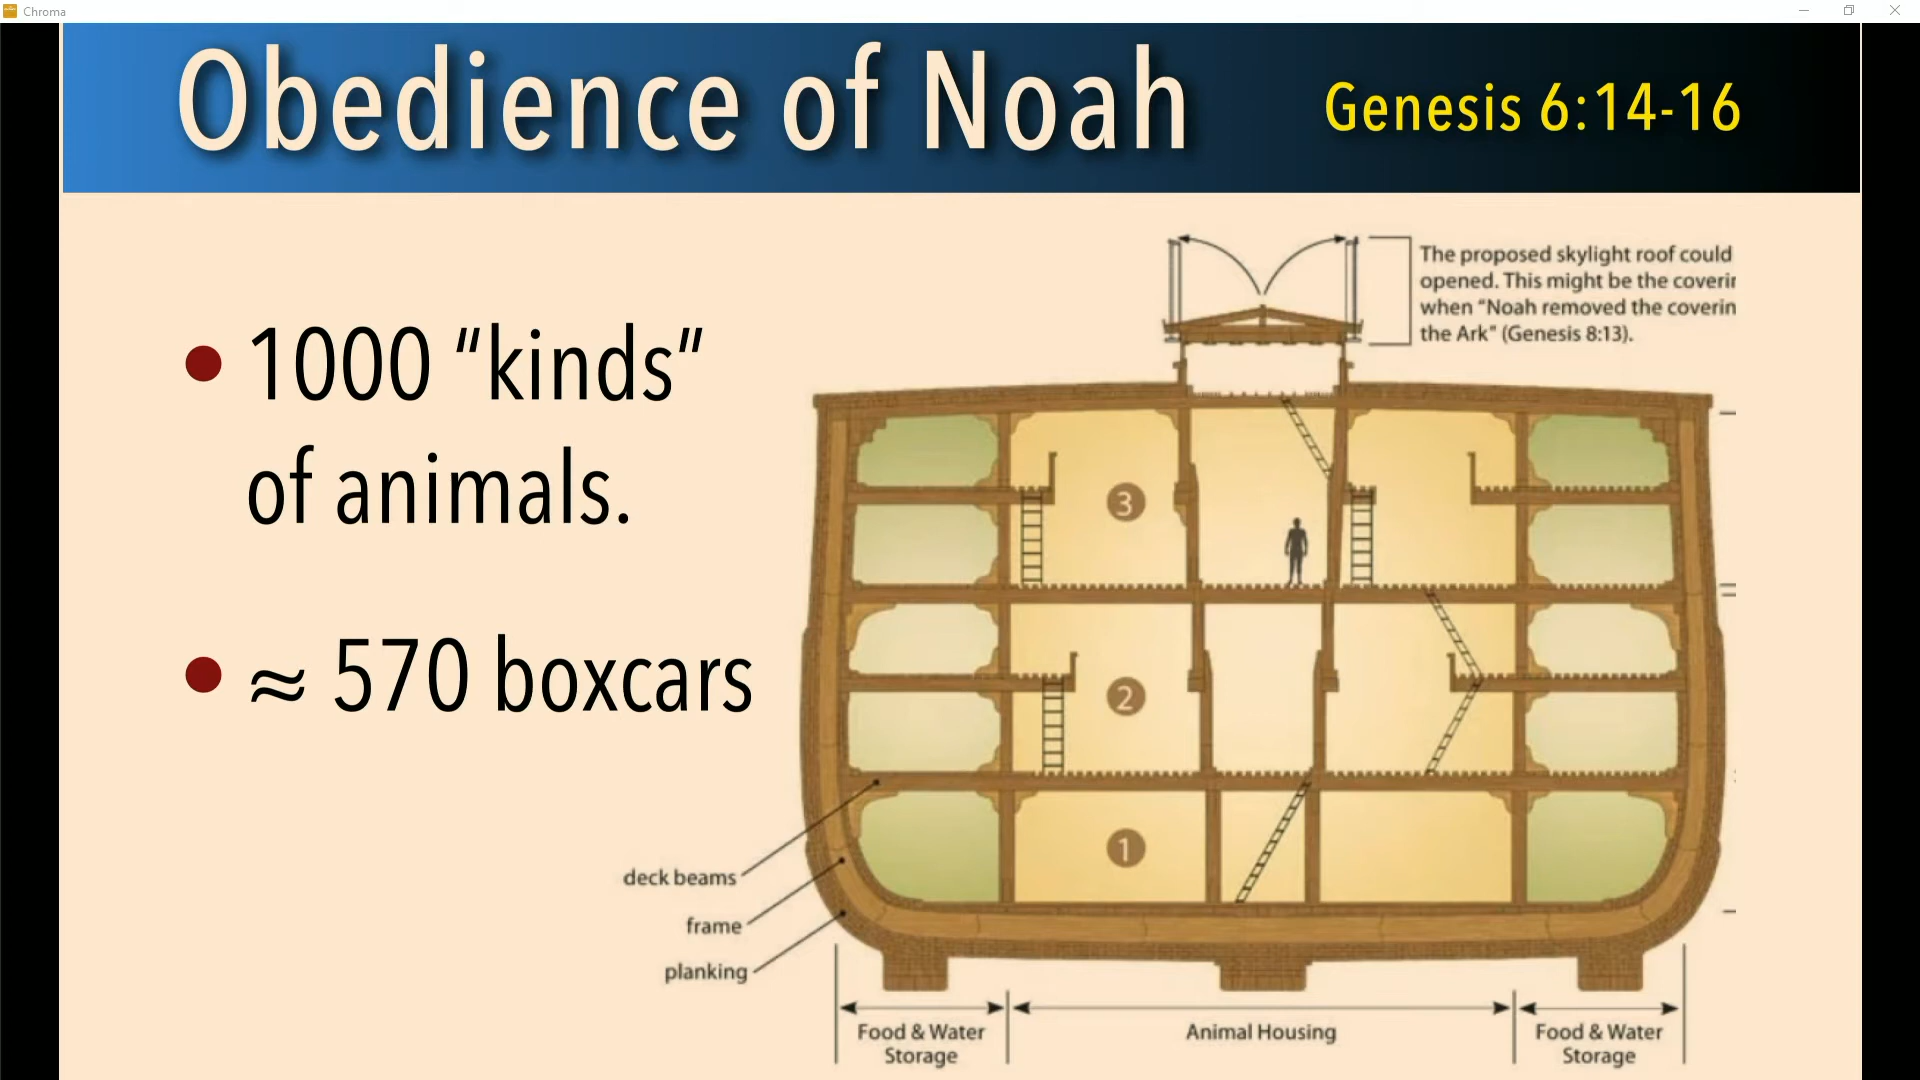 Chroma
Obedience of Noah
Genesis 6:14-16
• 1000 “kinds”
of animals.
• ≈ 570 boxcars
The proposed skylight roof could
opened. This might be the
when “Noah removed the
the Ark” (Genesis 8:13).
3
2
1
deck beams
frame
planking
Food & Water
Storage
Animal Housing
Food & Water
Storage